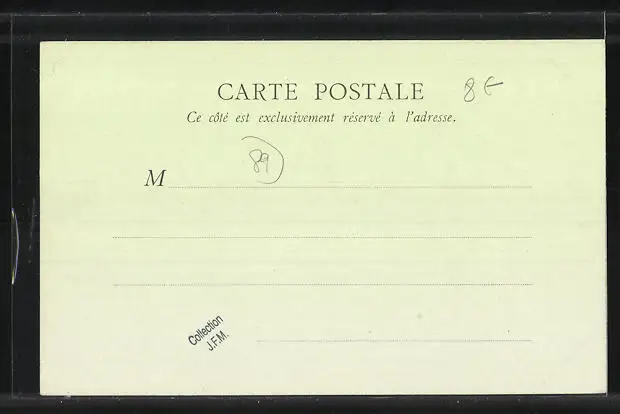 CARTE POSTALE 8€
Ce côté est exclusivement réservé à l'adresse.
89
M
Collection
J.F.M.